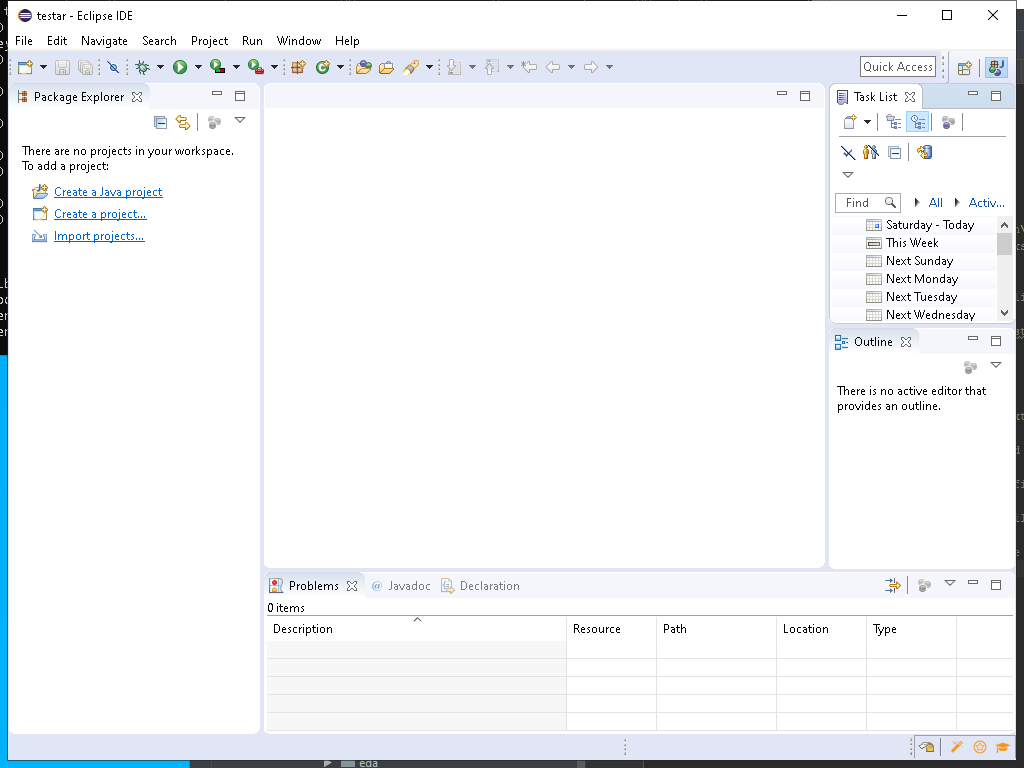 testar - Eclipse IDE
File Edit Navigate Search Project Run Window Help
Quick Access
Package Explorer
There are no projects in your workspace.
To add a project:
Create a Java project
Create a project...
Import projects...
Task List
Find All Activ...
Saturday - Today
This Week
Next Sunday
Next Monday
Next Tuesday
Next Wednesday
Outline
There is no active editor that
provides an outline.
Problems @ Javadoc Declaration
0 items
Description Resource Path Location Type
eda